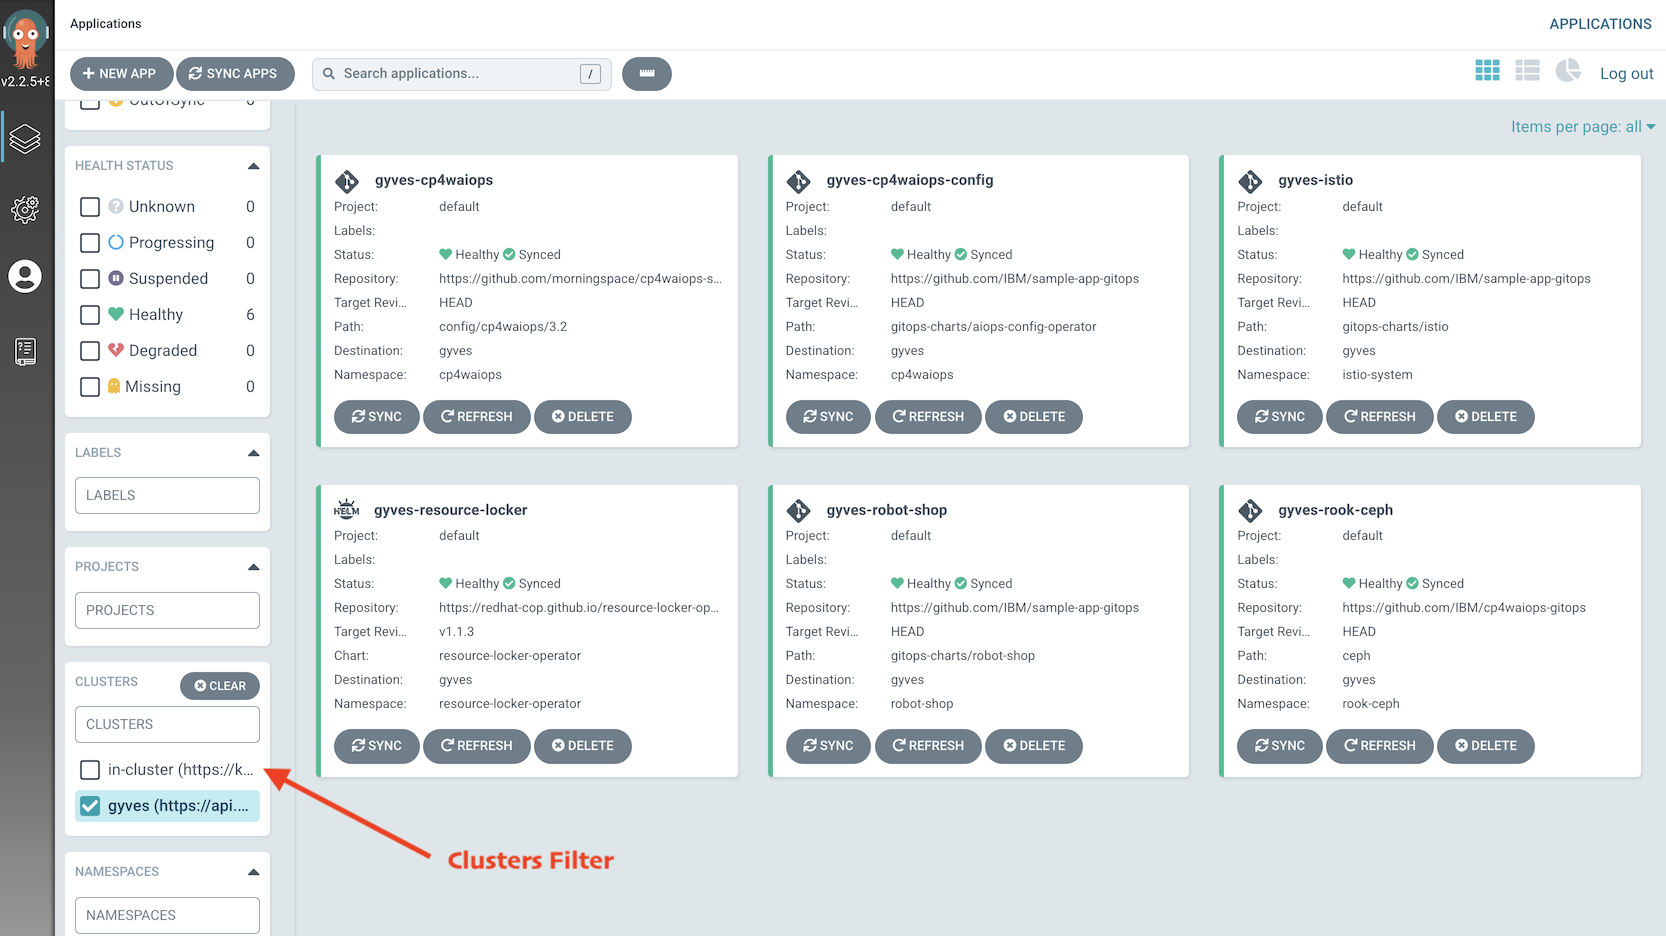 Applications
APPLICATIONS
v2.2.5+8
NEW APP
SYNC APPS
Search applications...
/
Log out
OutOfSync 0
Items per page: all
HEALTH STATUS
Unknown 0
Progressing 0
Suspended 0
Healthy 6
Degraded 0
Missing 0
LABELS
LABELS
PROJECTS
PROJECTS
CLUSTERS
CLEAR
CLUSTERS
in-cluster (https://k...
gyves (https://api....
NAMESPACES
NAMESPACES
gyves-cp4waiops
Project: default
Labels:
Status: Healthy Synced
Repository: https://github.com/morningspace/cp4waiops-s...
Target Revi... HEAD
Path: config/cp4waiops/3.2
Destination: gyves
Namespace: cp4waiops
SYNC REFRESH DELETE
gyves-cp4waiops-config
Project: default
Labels:
Status: Healthy Synced
Repository: https://github.com/IBM/sample-app-gitops
Target Revi... HEAD
Path: gitops-charts/aiops-config-operator
Destination: gyves
Namespace: cp4waiops
SYNC REFRESH DELETE
gyves-istio
Project: default
Labels:
Status: Healthy Synced
Repository: https://github.com/IBM/sample-app-gitops
Target Revi... HEAD
Path: gitops-charts/istio
Destination: gyves
Namespace: istio-system
SYNC REFRESH DELETE
HELM
gyves-resource-locker
Project: default
Labels:
Status: Healthy Synced
Repository: https://redhat-cop.github.io/resource-locker-op...
Target Revi... v1.1.3
Chart: resource-locker-operator
Destination: gyves
Namespace: resource-locker-operator
SYNC REFRESH DELETE
gyves-robot-shop
Project: default
Labels:
Status: Healthy Synced
Repository: https://github.com/IBM/sample-app-gitops
Target Revi... HEAD
Path: gitops-charts/robot-shop
Destination: gyves
Namespace: robot-shop
SYNC REFRESH DELETE
gyves-rook-ceph
Project: default
Labels:
Status: Healthy Synced
Repository: https://github.com/IBM/cp4waiops-gitops
Target Revi... HEAD
Path: ceph
Destination: gyves
Namespace: rook-ceph
SYNC REFRESH DELETE
Clusters Filter